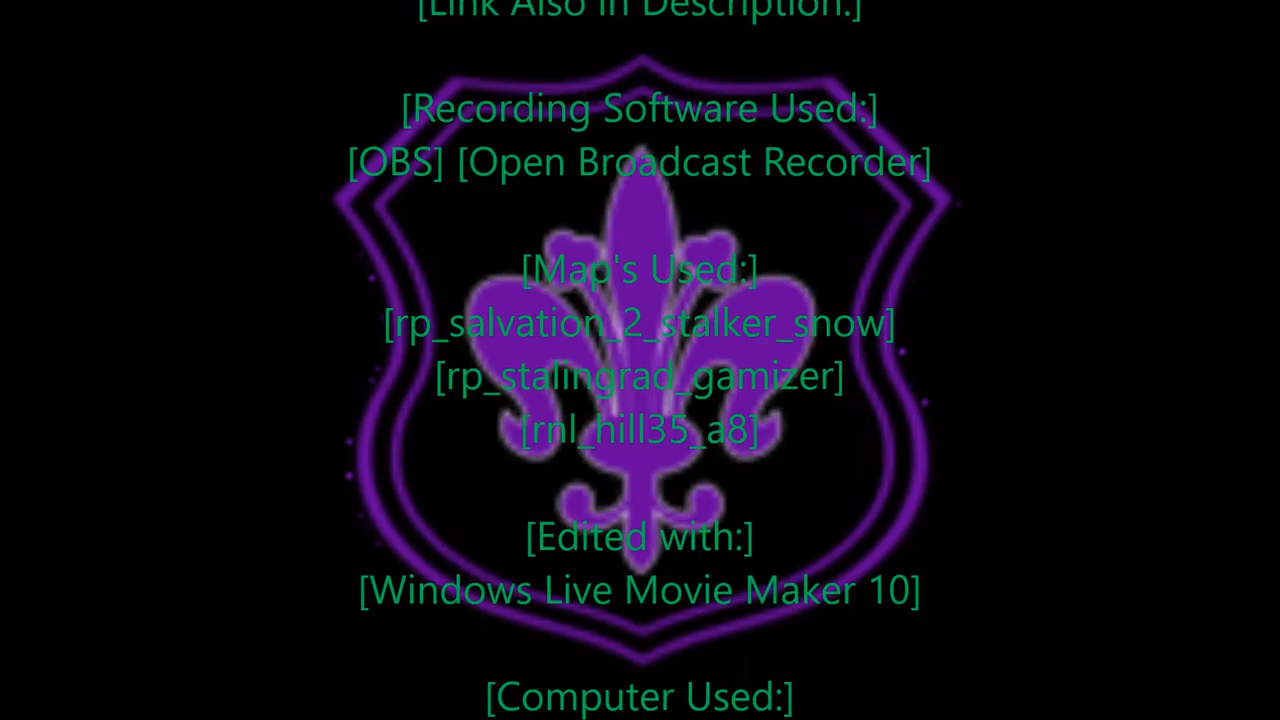 [Link Also in Description:]
[Recording Software Used:]
[OBS] [Open Broadcast Recorder]
[Map's Used:]
[rp_salvation_2_stalker_snow]
[rp_stalingrad_gamizer]
[rnl_hill35_a8]
[Edited with:]
[Windows Live Movie Maker 10]
[Computer Used:]